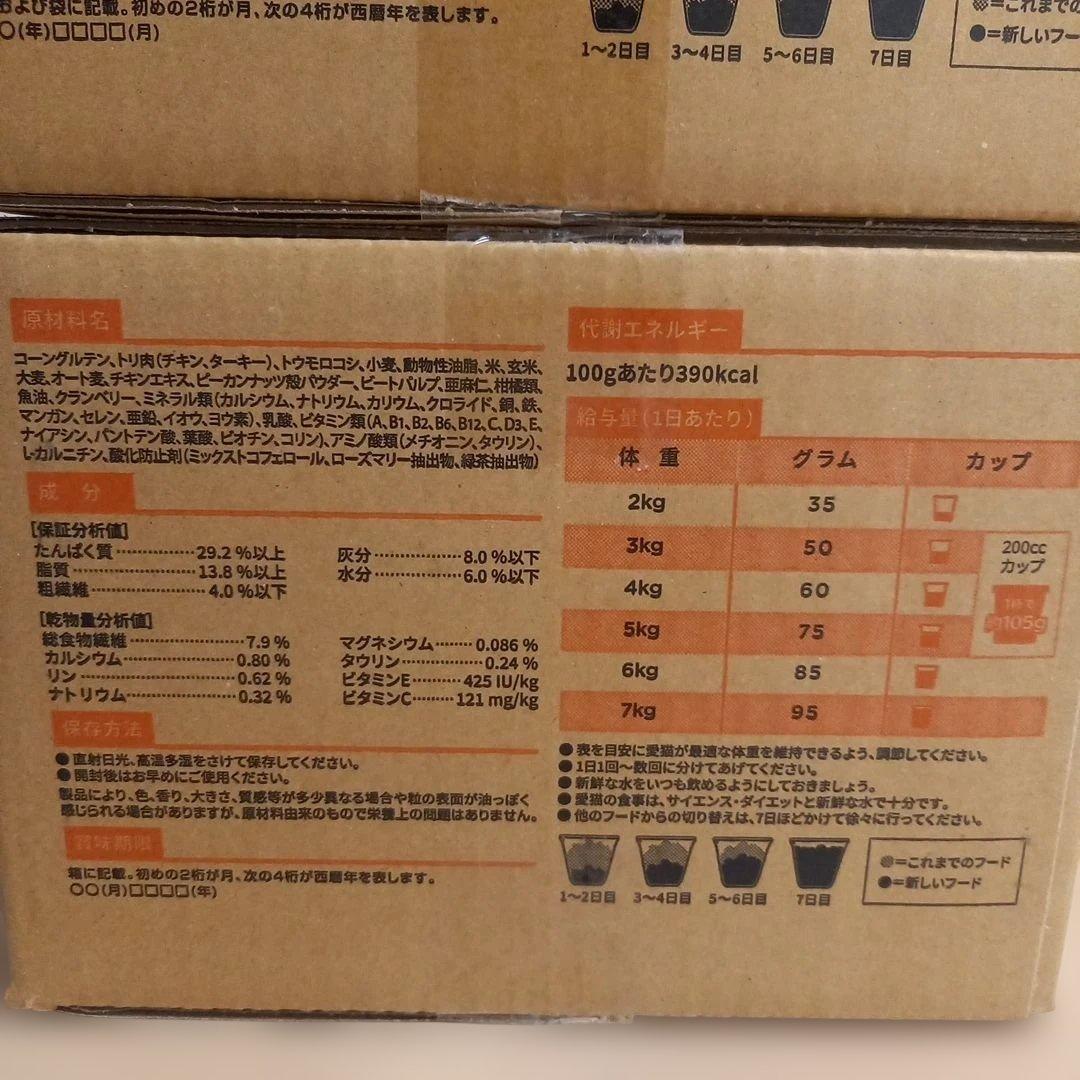 および袋に記載。初めの2桁が月、次の4桁が西暦年を表します。
〇(年)□□□□(月)
1〜2日目 3〜4日目 5〜6日目 7日目
=これまでの
●=新しいフー
原材料名
コーングルテン、トリ肉(チキン、ターキー)、トウモロコシ、小麦、動物性油脂、米、玄米、
大麦、オート麦、チキンエキス、ピーカンナッツ殻パウダー、ビートパルプ、亜麻仁、柑橘類、
魚油、クランベリー、ミネラル類(カルシウム、ナトリウム、カリウム、クロライド、銅、鉄、
マンガン、セレン、亜鉛、イオウ、ヨウ素)、乳酸、ビタミン類(A、B1、B2、B6、B12、C、D3、E、
ナイアシン、パントテン酸、葉酸、ビオチン、コリン)、アミノ酸類(メチオニン、タウリン)、
L-カルニチン、酸化防止剤(ミックストコフェロール、ローズマリー抽出物、緑茶抽出物)
成 分
[保証分析値]
たんぱく質……………29.2 %以上
脂質……………13.8 %以上
粗繊維……………4.0 %以下
灰分……………8.0 %以下
水分……………6.0 %以下
[乾物量分析値]
総食物繊維……………7.9 %
カルシウム……………0.80 %
リン……………0.62 %
ナトリウム……………0.32 %
マグネシウム……0.086 %
タウリン……………0.24 %
ビタミンE………425 IU/kg
ビタミンC………121 mg/kg
保存方法
●直射日光、高温多湿をさけて保存してください。
●開封後はお早めにご使用ください。
製品により、色、香り、大きさ、質感等が多少異なる場合や粒の表面が油っぽく
感じられる場合がありますが、原材料由来のもので栄養上の問題はありません。
賞味期限
箱に記載。初めの2桁が月、次の4桁が西暦年を表します。
〇〇(月)□□□□(年)
代謝エネルギー
100gあたり390kcal
給与量(1日あたり)
体 重 グラム カップ
2kg 35
3kg 50
4kg 60
5kg 75
6kg 85
7kg 95
200cc
カップ
105g
●表を目安に愛猫が最適な体重を維持できるよう、調節してください。
●1日1回〜数回に分けてあげてください。
●新鮮な水をいつも飲めるようにしておきましょう。
●愛猫の食事は、サイエンス・ダイエットと新鮮な水で十分です。
●他のフードからの切り替えは、7日ほどかけて徐々に行ってください。
1〜2日目 3〜4日目 5〜6日目 7日目
●=これまでのフード
●=新しいフード